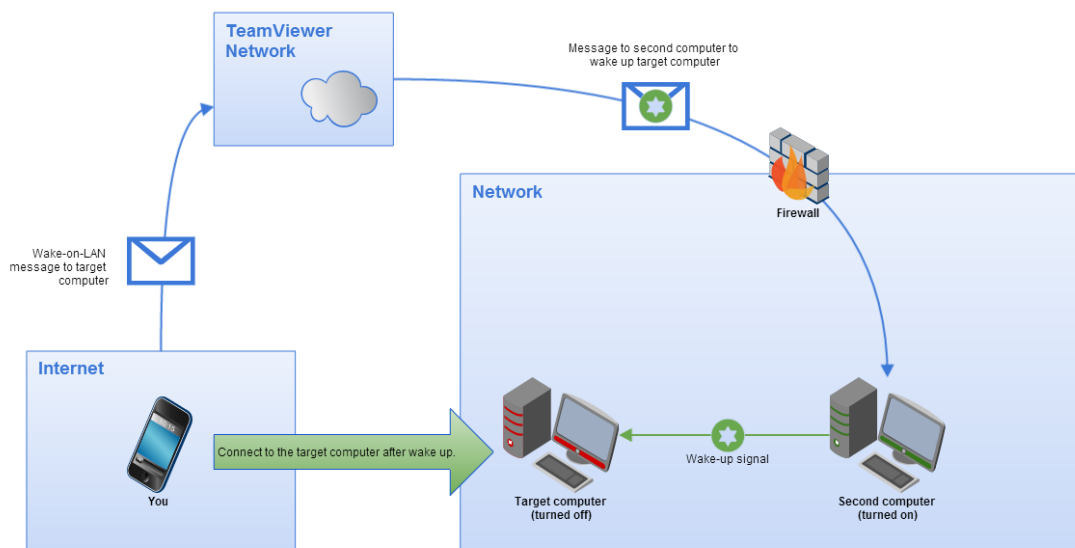 TeamViewer
Network
Message to second computer to
wake up target computer
Network
Firewall
Wake-on-LAN
message to target
computer
Internet
Connect to the target computer after wake up.
You
Wake-up signal
Target computer
(turned off)
Second computer
(turned on)